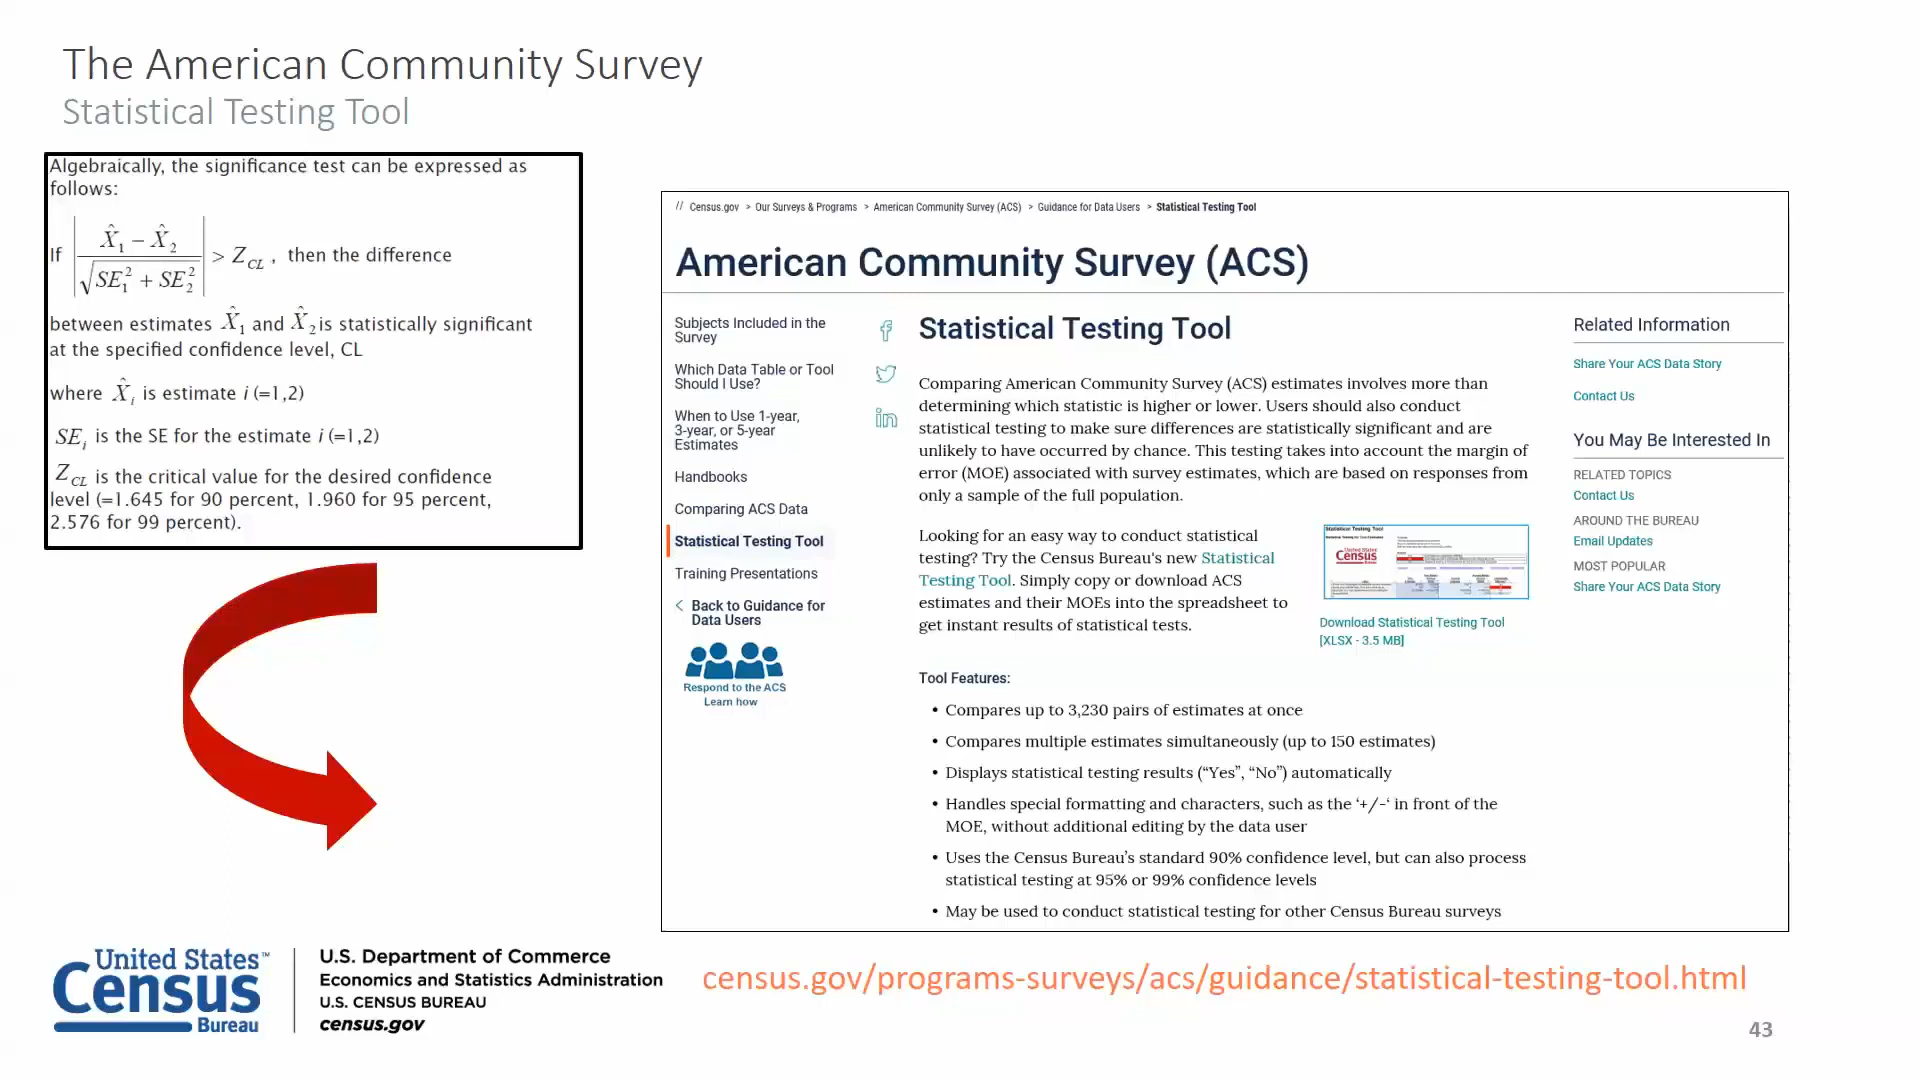 The American Community Survey
Statistical Testing Tool
Algebraically, the significance test can be expressed as
follows:
If | (X̂₁ − X̂₂) / √(SE₁² + SE₂²) | > Z_CL , then the difference
between estimates X̂₁ and X̂₂ is statistically significant
at the specified confidence level, CL
where X̂ᵢ is estimate i (=1,2)
SEᵢ is the SE for the estimate i (=1,2)
Z_CL is the critical value for the desired confidence
level (=1.645 for 90 percent, 1.960 for 95 percent,
2.576 for 99 percent).
// Census.gov > Our Surveys & Programs > American Community Survey (ACS) > Guidance for Data Users > Statistical Testing Tool
American Community Survey (ACS)
Subjects Included in the
Survey
Which Data Table or Tool
Should I Use?
When to Use 1-year,
3-year, or 5-year
Estimates
Handbooks
Comparing ACS Data
Statistical Testing Tool
Training Presentations
< Back to Guidance for
Data Users
Respond to the ACS
Learn how
Statistical Testing Tool
Comparing American Community Survey (ACS) estimates involves more than
determining which statistic is higher or lower. Users should also conduct
statistical testing to make sure differences are statistically significant and are
unlikely to have occurred by chance. This testing takes into account the margin of
error (MOE) associated with survey estimates, which are based on responses from
only a sample of the full population.
Looking for an easy way to conduct statistical
testing? Try the Census Bureau's new Statistical
Testing Tool. Simply copy or download ACS
estimates and their MOEs into the spreadsheet to
get instant results of statistical tests.
Statistical Testing Tool
United States
Census
Download Statistical Testing Tool
[XLSX - 3.5 MB]
Tool Features:
• Compares up to 3,230 pairs of estimates at once
• Compares multiple estimates simultaneously (up to 150 estimates)
• Displays statistical testing results (“Yes”, “No”) automatically
• Handles special formatting and characters, such as the ‘+/-‘ in front of the
MOE, without additional editing by the data user
• Uses the Census Bureau’s standard 90% confidence level, but can also process
statistical testing at 95% or 99% confidence levels
• May be used to conduct statistical testing for other Census Bureau surveys
Related Information
Share Your ACS Data Story
Contact Us
You May Be Interested In
RELATED TOPICS
Contact Us
AROUND THE BUREAU
Email Updates
MOST POPULAR
Share Your ACS Data Story
United States™
Census
Bureau
U.S. Department of Commerce
Economics and Statistics Administration
U.S. CENSUS BUREAU
census.gov
census.gov/programs-surveys/acs/guidance/statistical-testing-tool.html
43